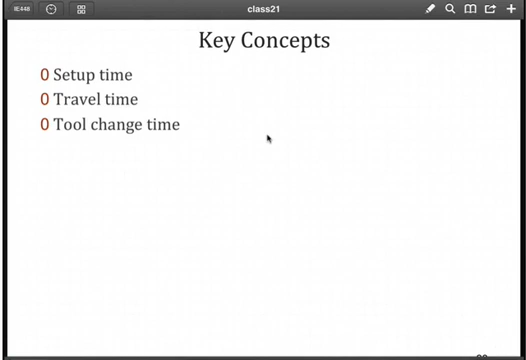 IE448
class21
Key Concepts
0 Setup time
0 Travel time
0 Tool change time